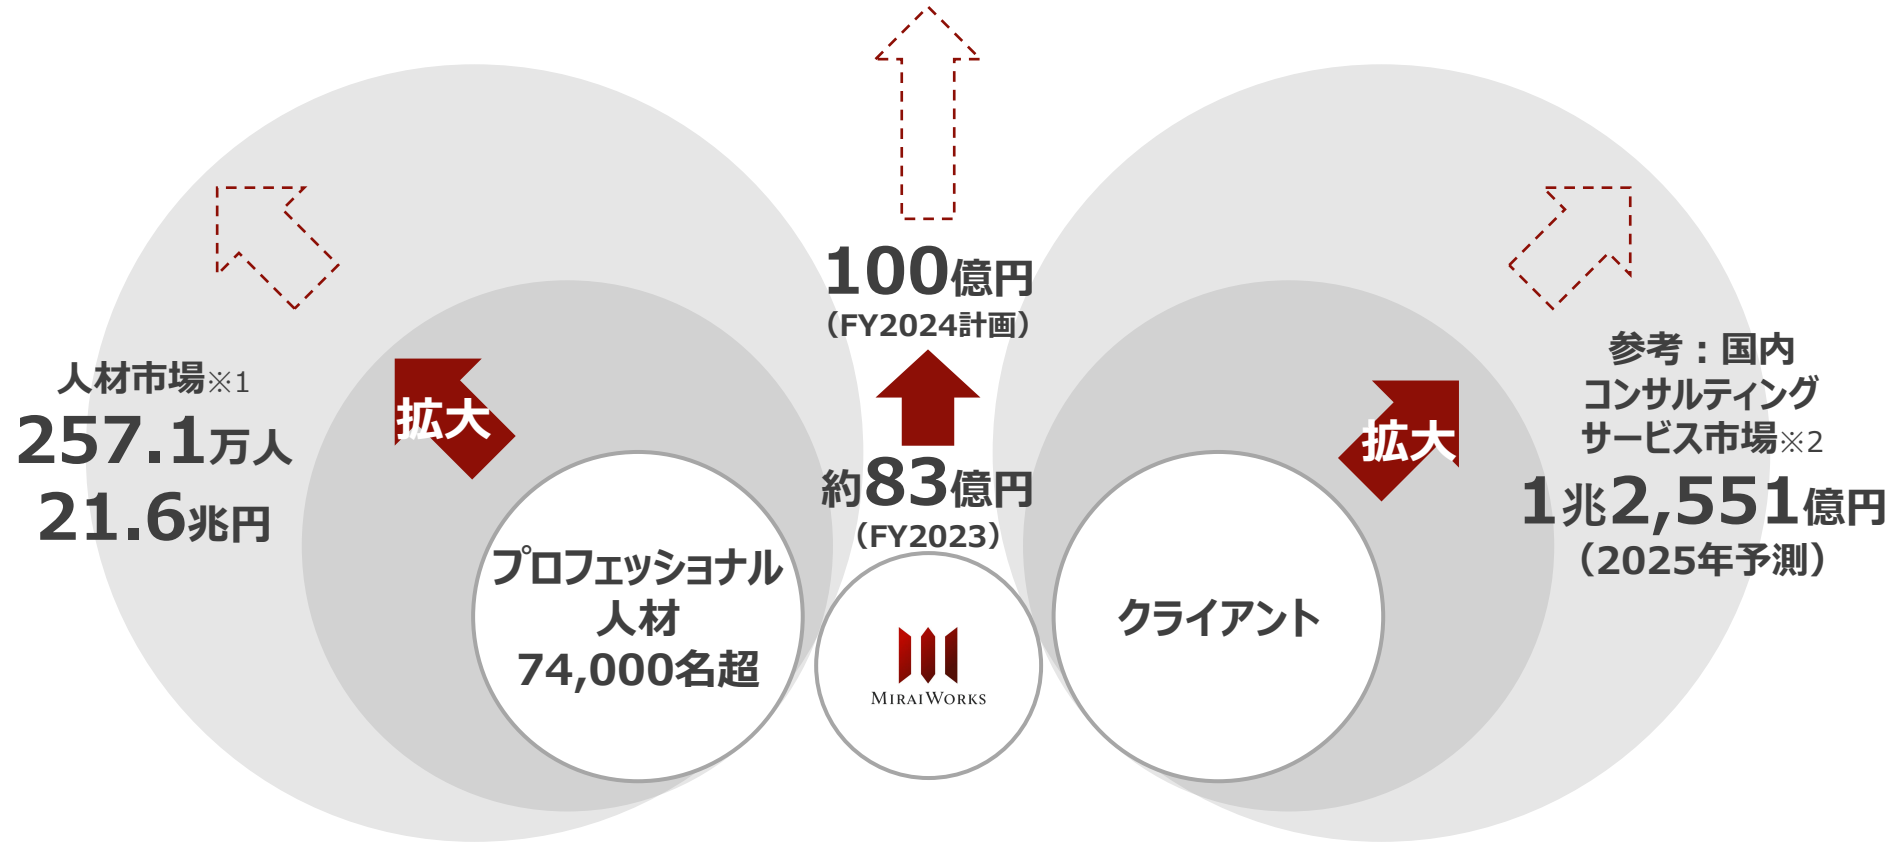 100億円
（FY2024計画）
約83億円
（FY2023）
人材市場※1
257.1万人
21.6兆円
拡大
プロフェッショナル
人材
74,000名超
MIRAIWORKS
クライアント
拡大
参考：国内
コンサルティング
サービス市場※2
1兆2,551億円
（2025年予測）